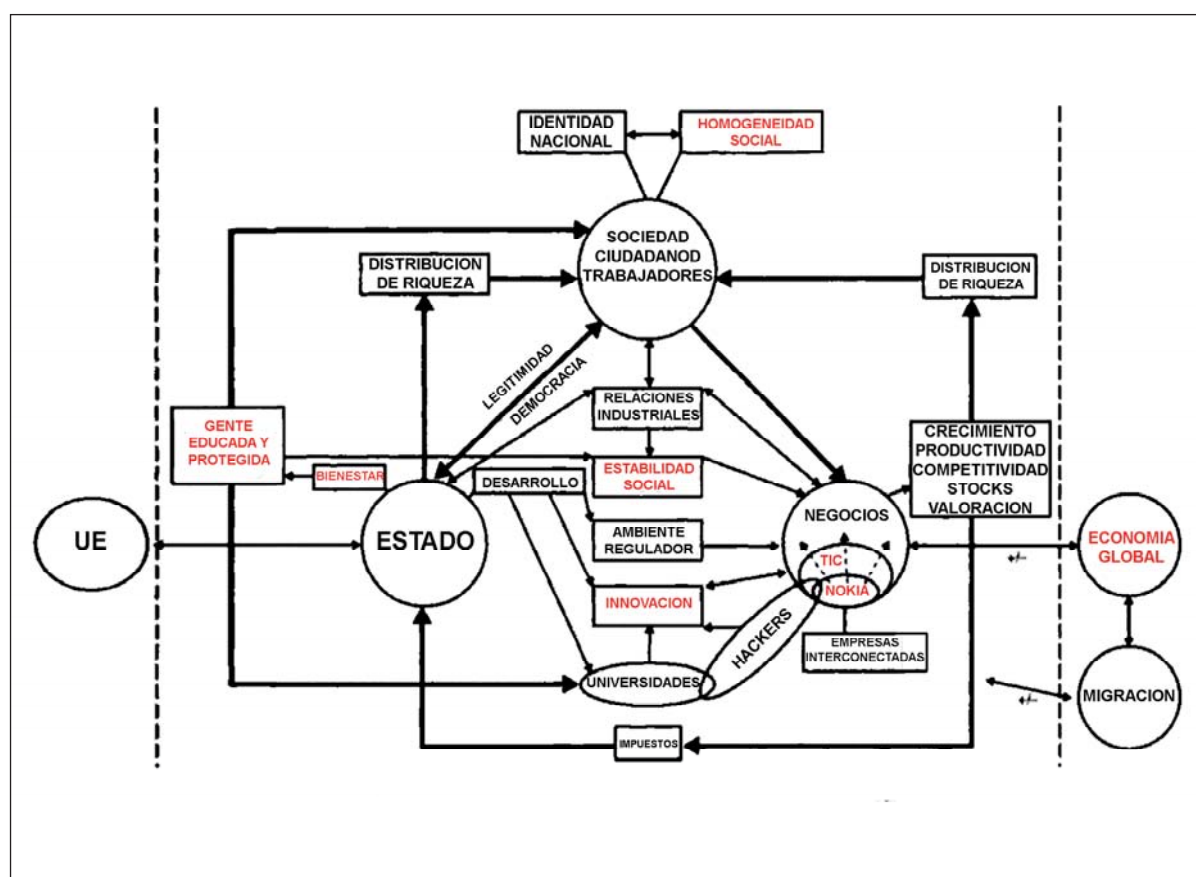 IDENTIDAD
NACIONAL
HOMOGENEIDAD
SOCIAL
SOCIEDAD
CIUDADANOD
TRABAJADORES
DISTRIBUCION
DE RIQUEZA
DISTRIBUCION
DE RIQUEZA
LEGITIMIDAD
DEMOCRACIA
RELACIONES
INDUSTRIALES
GENTE
EDUCADA Y
PROTEGIDA
BIENESTAR
ESTABILIDAD
SOCIAL
DESARROLLO
CRECIMIENTO
PRODUCTIVIDAD
COMPETITIVIDAD
STOCKS
VALORACION
UE
ESTADO
AMBIENTE
REGULADOR
NEGOCIOS
TIC
NOKIA
+/-
ECONOMIA
GLOBAL
INNOVACION
HACKERS
EMPRESAS
INTERCONECTADAS
UNIVERSIDADES
+/-
MIGRACION
IMPUESTOS